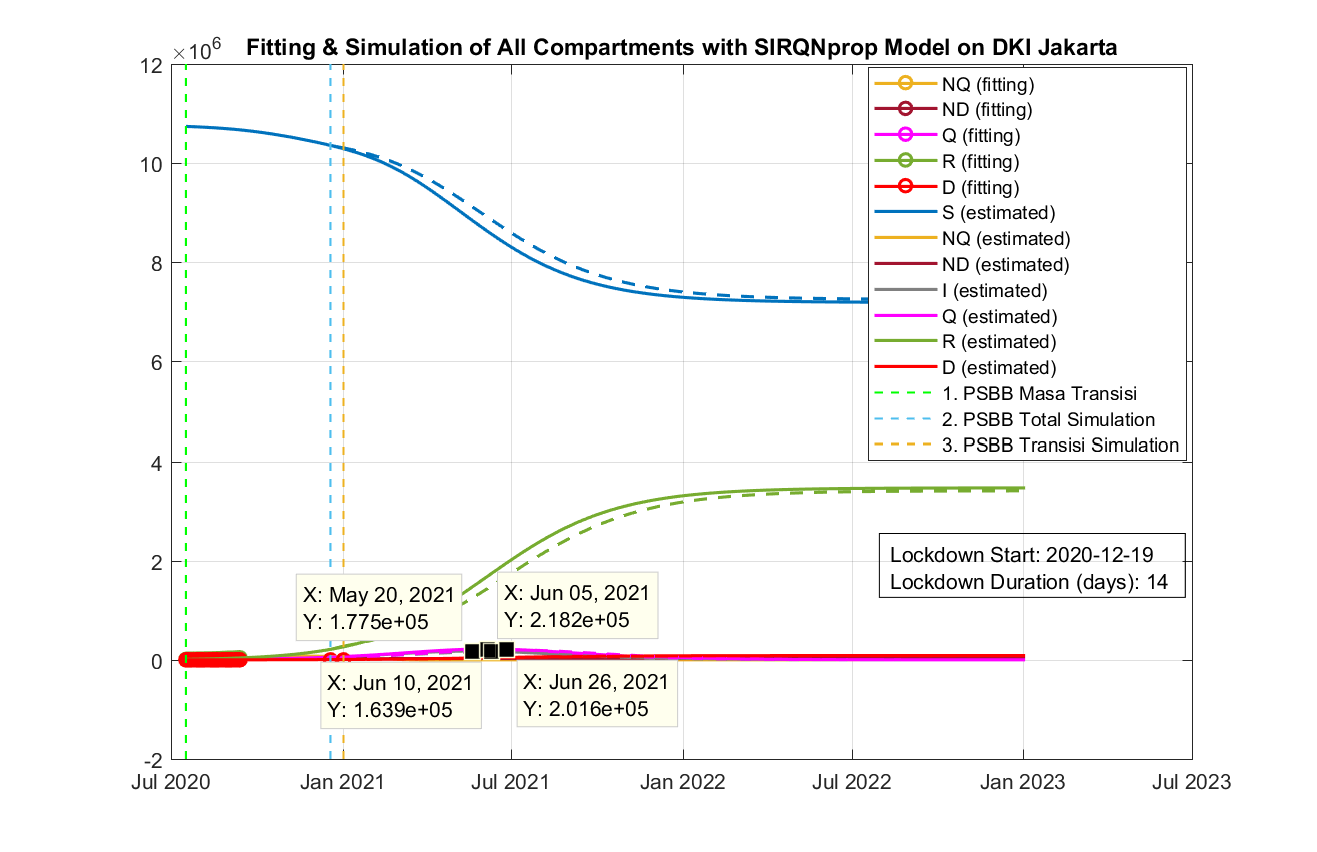 Fitting & Simulation of All Compartments with SIRQNprop Model on DKI Jakarta
×10^6
12
10
8
6
4
2
0
-2
NQ (fitting)
ND (fitting)
Q (fitting)
R (fitting)
D (fitting)
S (estimated)
NQ (estimated)
ND (estimated)
I (estimated)
Q (estimated)
R (estimated)
D (estimated)
1. PSBB Masa Transisi
2. PSBB Total Simulation
3. PSBB Transisi Simulation
Lockdown Start: 2020-12-19
Lockdown Duration (days): 14
X: May 20, 2021
Y: 1.775e+05
X: Jun 05, 2021
Y: 2.182e+05
X: Jun 10, 2021
Y: 1.639e+05
X: Jun 26, 2021
Y: 2.016e+05
Jul 2020
Jan 2021
Jul 2021
Jan 2022
Jul 2022
Jan 2023
Jul 2023